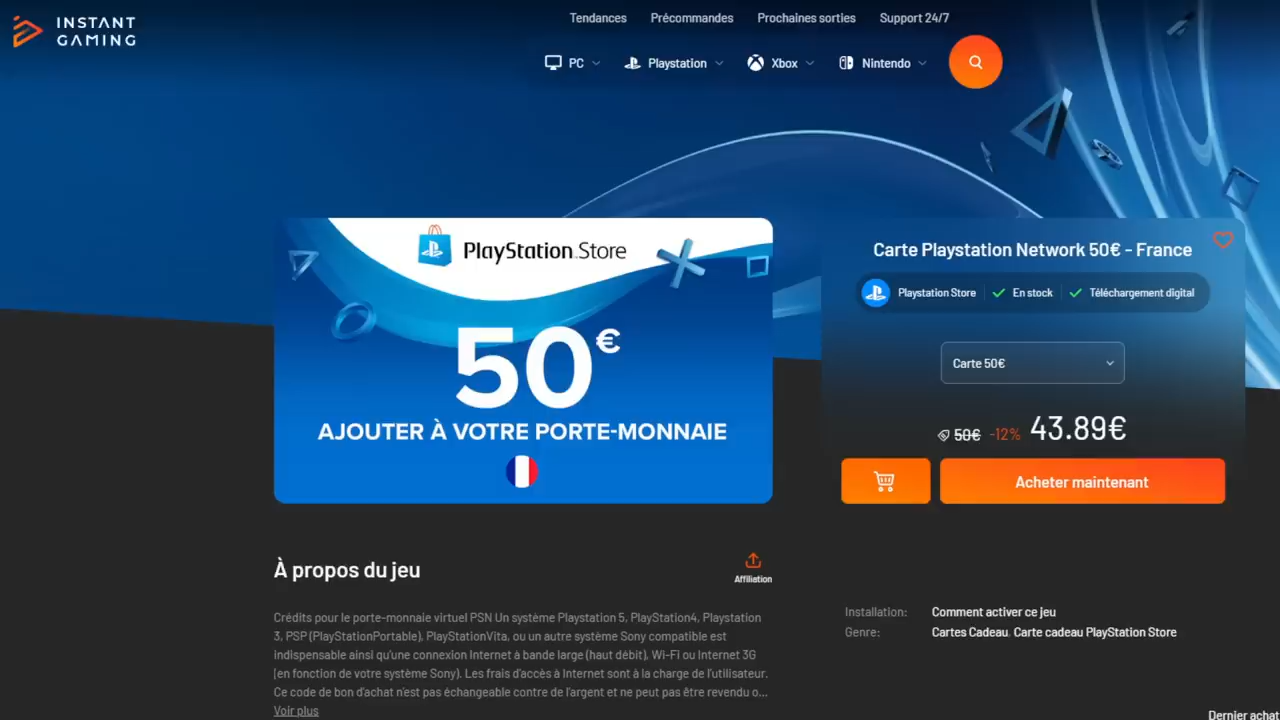 INSTANT
GAMING
Tendances Précommandes Prochaines sorties Support 24/7
PC Playstation Xbox Nintendo
PlayStation Store
50€
AJOUTER À VOTRE PORTE-MONNAIE
Carte Playstation Network 50€ - France
Playstation Store En stock Téléchargement digital
Carte 50€
50€ -12% 43.89€
Acheter maintenant
À propos du jeu
Affiliation
Crédits pour le porte-monnaie virtuel PSN Un système Playstation 5, PlayStation4, Playstation
3, PSP (PlayStationPortable), PlayStationVita, ou un autre système Sony compatible est
indispensable ainsi qu'une connexion Internet à bande large (haut débit), Wi-Fi ou Internet 3G
(en fonction de votre système Sony). Les frais d'accès à Internet sont à la charge de l'utilisateur.
Ce code de bon d'achat n'est pas échangeable contre de l'argent et ne peut pas être revendu o...
Voir plus
Installation: Comment activer ce jeu
Genre: Cartes Cadeau, Carte cadeau PlayStation Store
Dernier achat